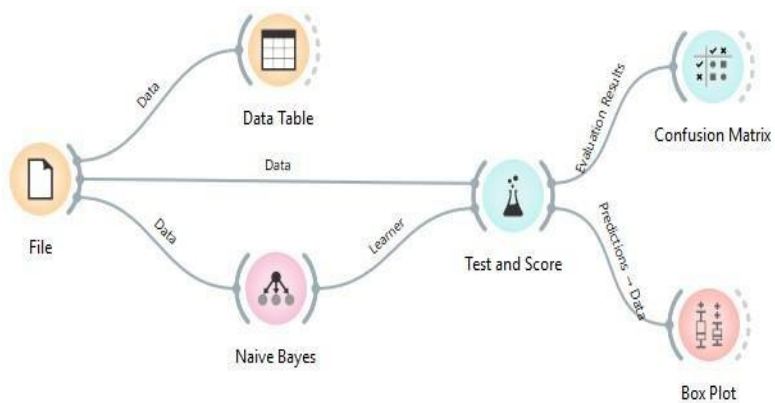 Data
Data Table
Data
File
Data
Naive Bayes
Learner
Test and Score
Evaluation Results
Confusion Matrix
Predictions → Data
Box Plot